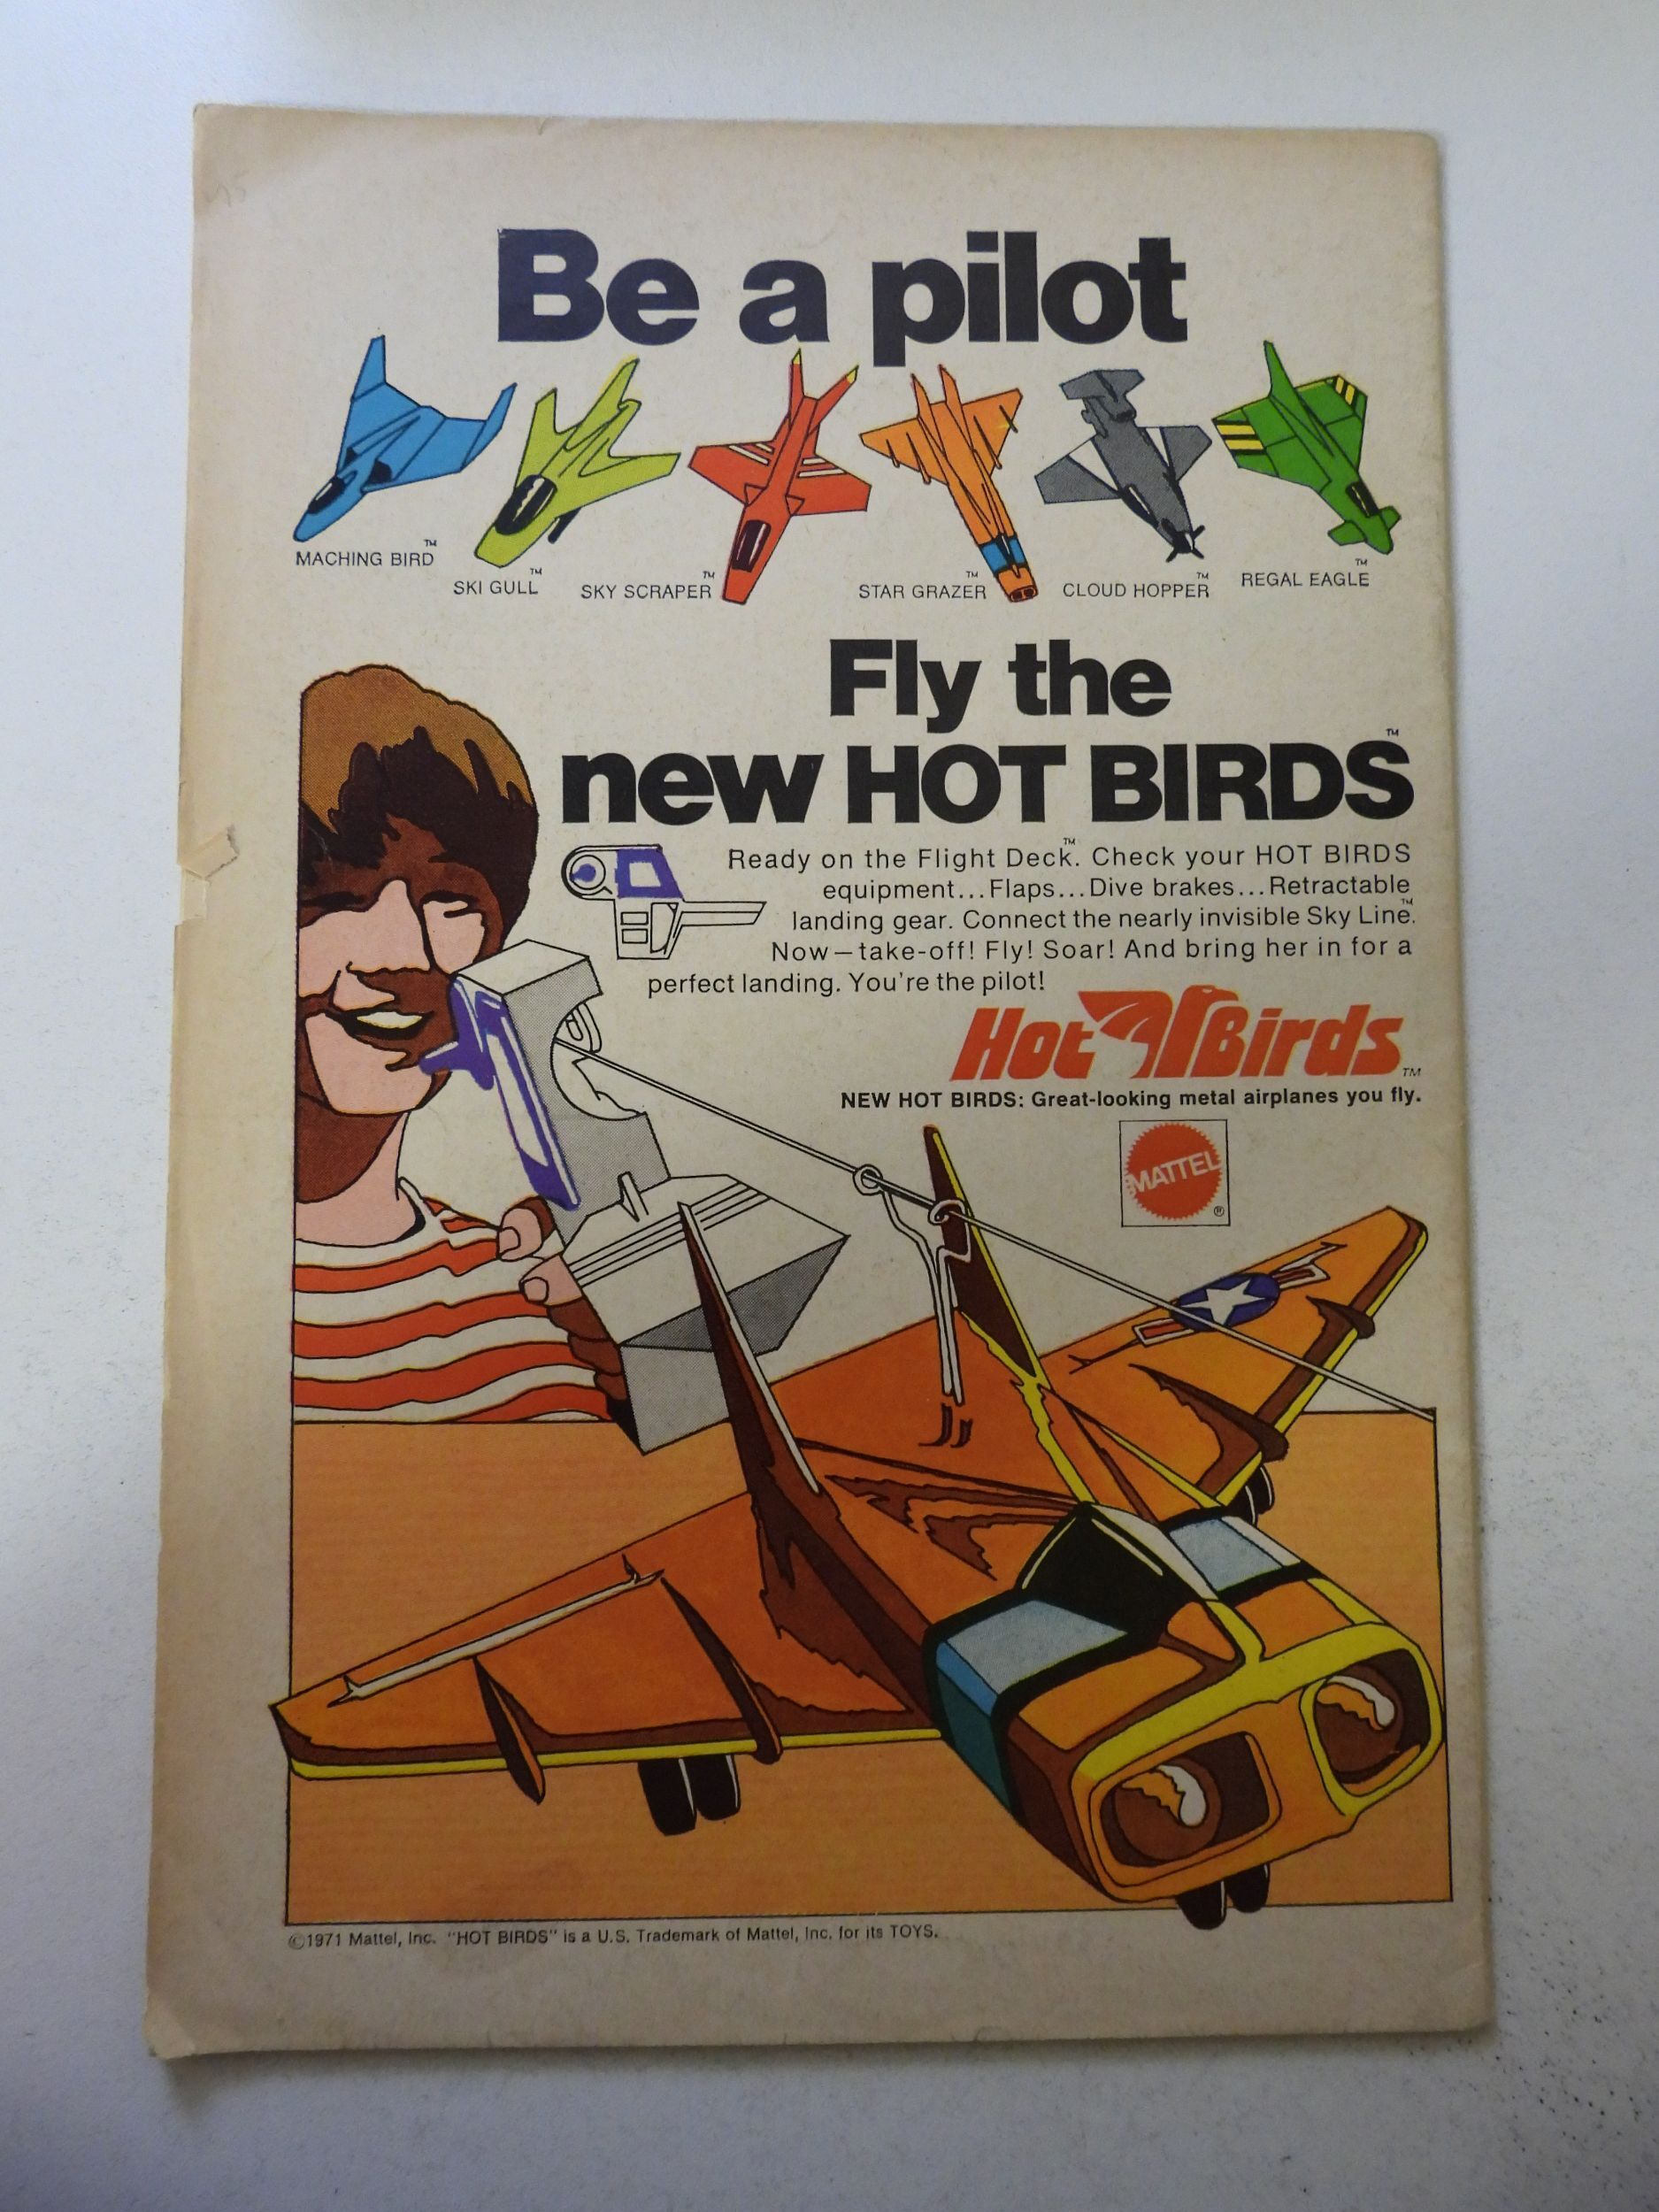 Be a pilot
MACHING BIRD™
SKI GULL™
SKY SCRAPER™
STAR GRAZER™
CLOUD HOPPER™
REGAL EAGLE™
Fly the
new HOT BIRDS™
Ready on the Flight Deck™. Check your HOT BIRDS
equipment...Flaps...Dive brakes...Retractable
landing gear. Connect the nearly invisible Sky Line™.
Now—take-off! Fly! Soar! And bring her in for a
perfect landing. You're the pilot!
Hot Birds™
NEW HOT BIRDS: Great-looking metal airplanes you fly.
MATTEL®
©1971 Mattel, Inc. "HOT BIRDS" is a U.S. Trademark of Mattel, Inc. for its TOYS.